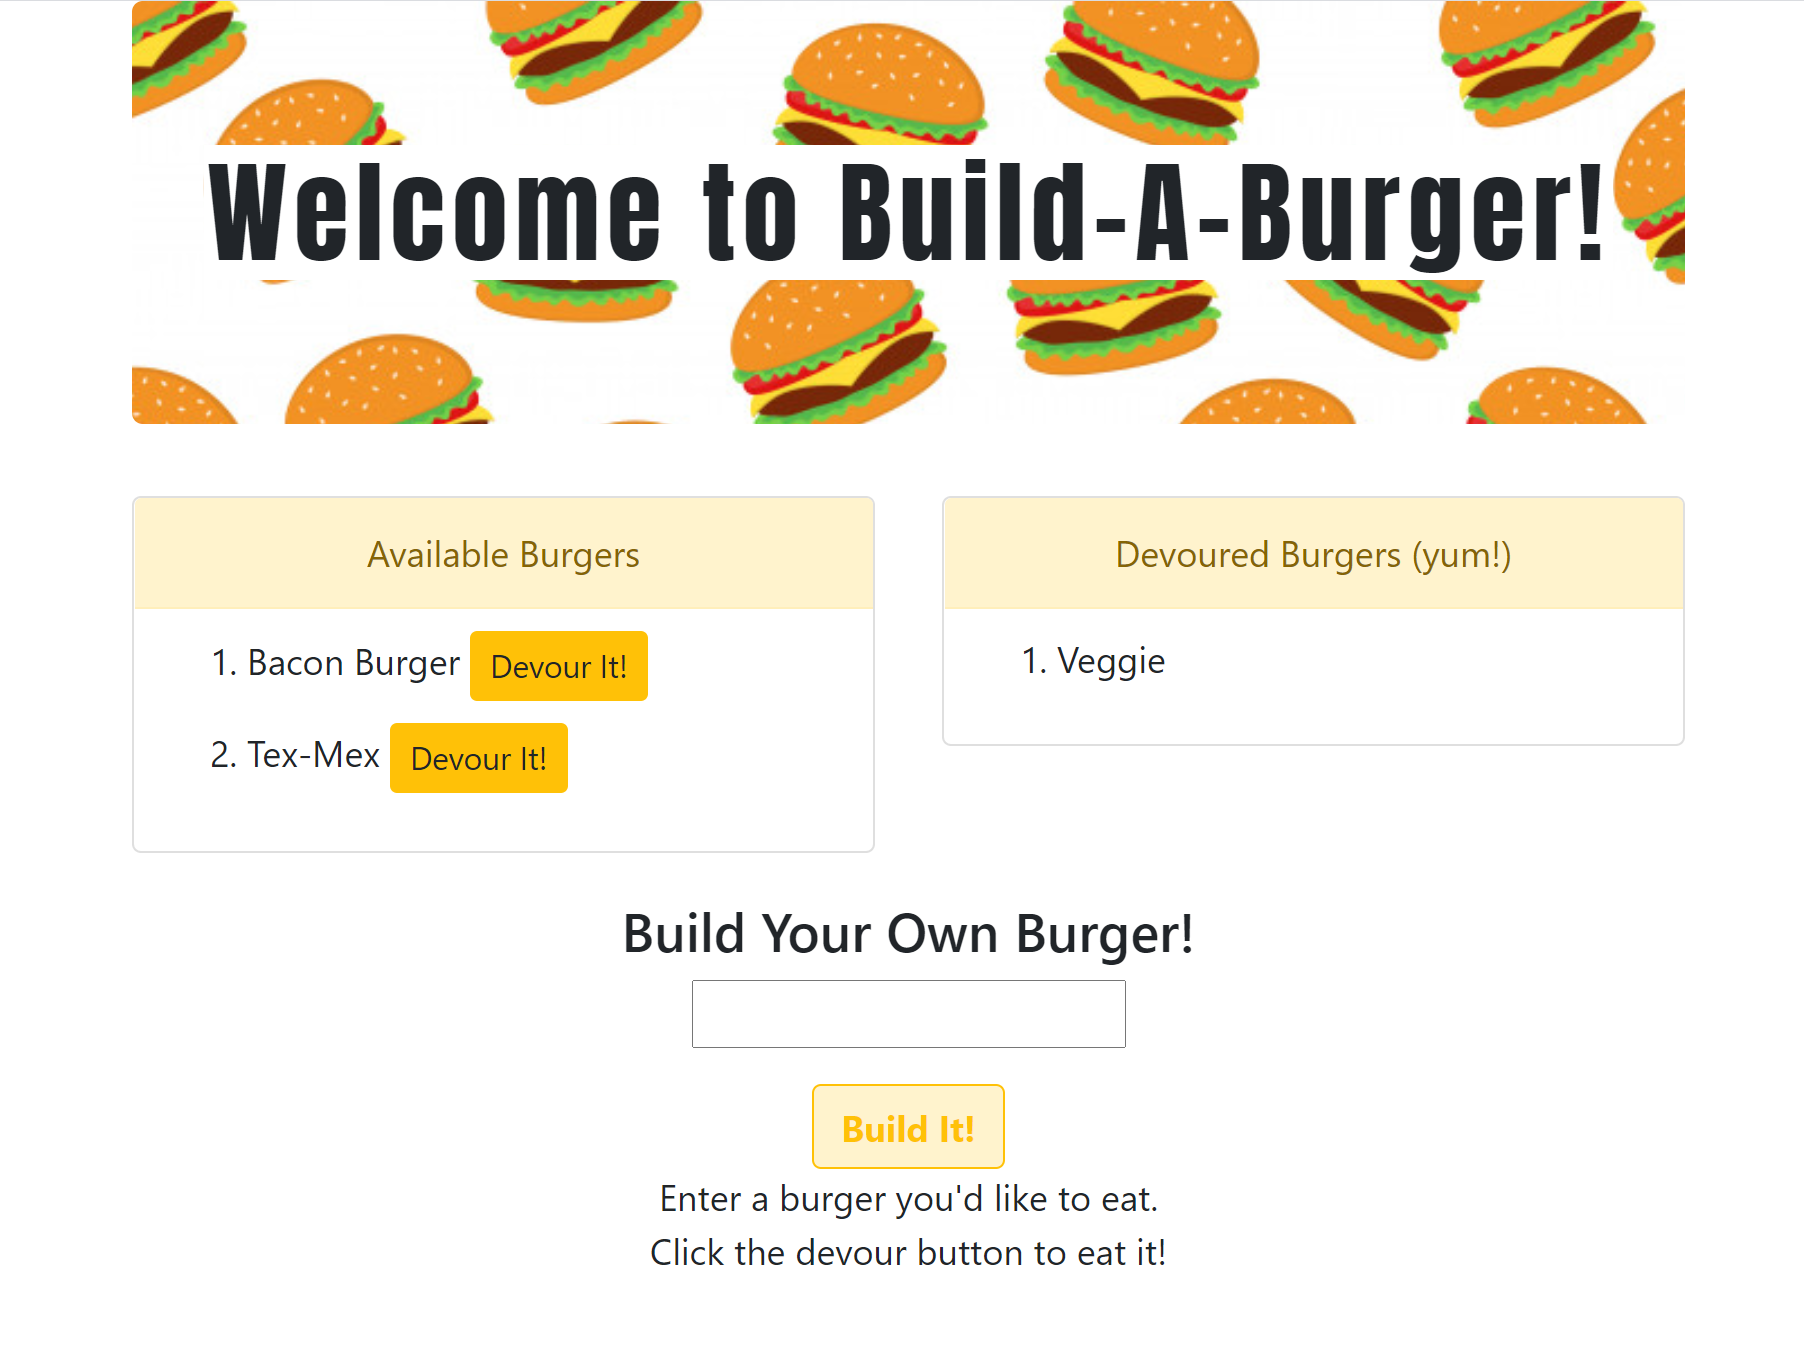 Welcome to Build-A-Burger!
Available Burgers
1. Bacon Burger Devour It!
2. Tex-Mex Devour It!
Devoured Burgers (yum!)
1. Veggie
Build Your Own Burger!
Build It!
Enter a burger you'd like to eat.
Click the devour button to eat it!